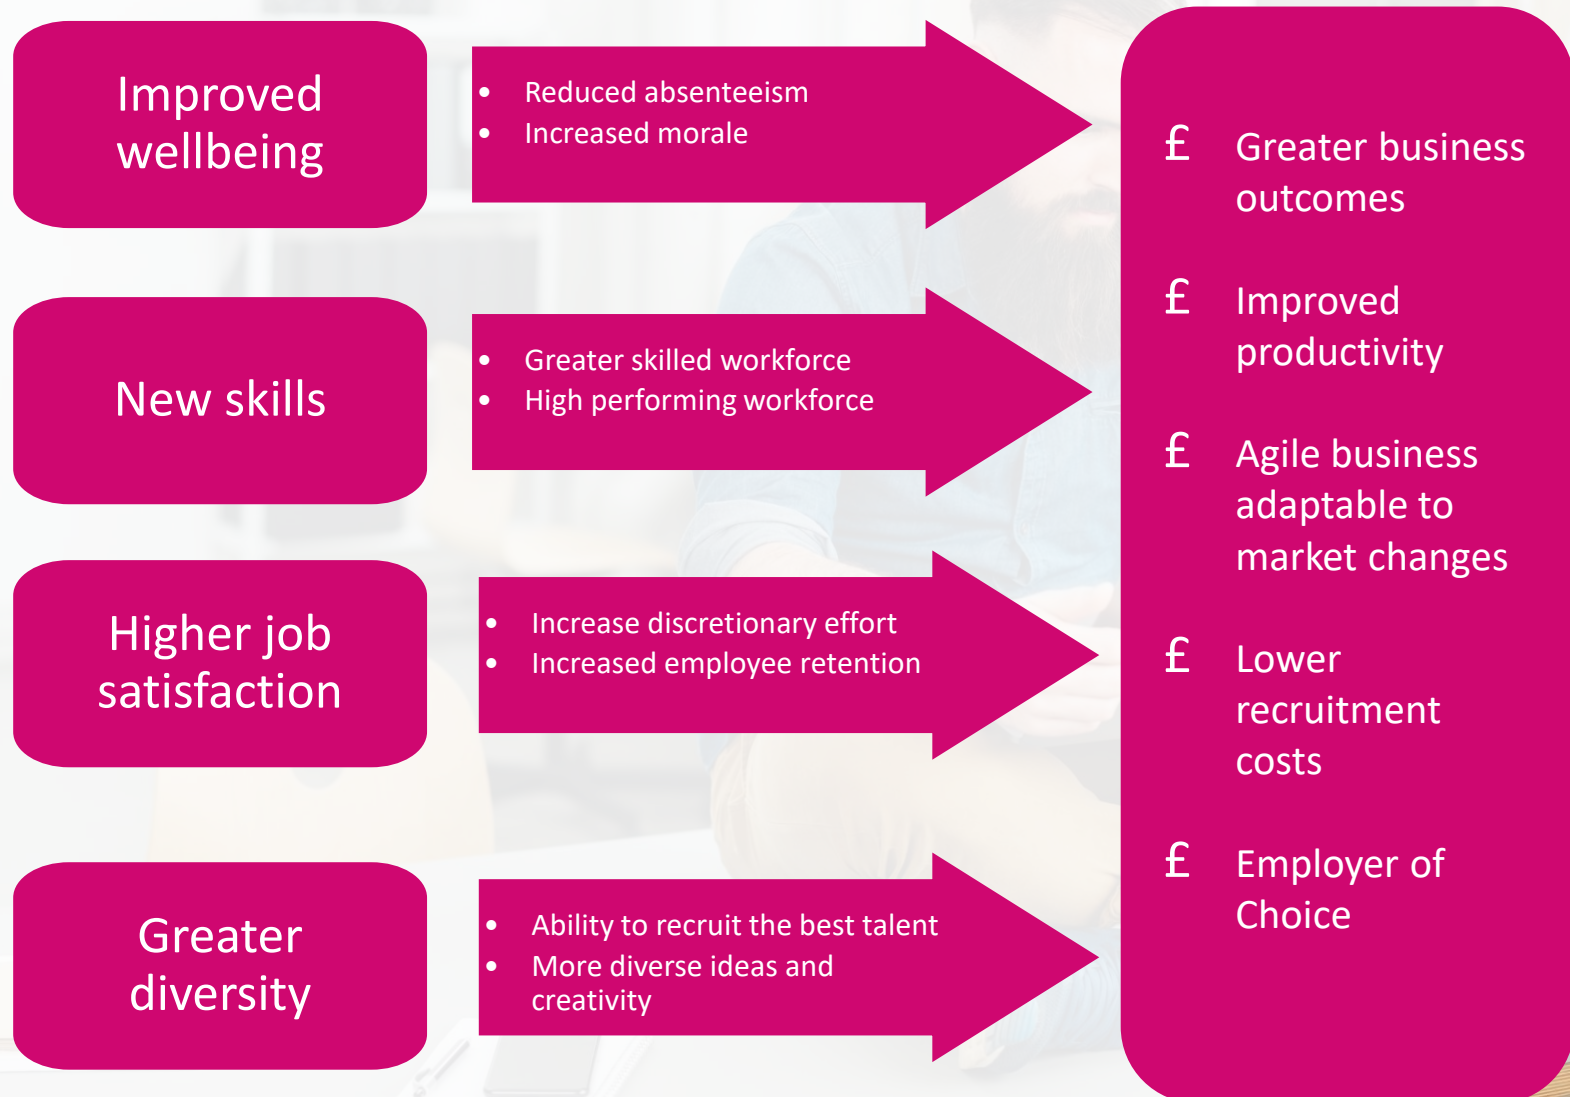 Improved
wellbeing
• Reduced absenteeism
• Increased morale
New skills
• Greater skilled workforce
• High performing workforce
Higher job
satisfaction
• Increase discretionary effort
• Increased employee retention
Greater
diversity
• Ability to recruit the best talent
• More diverse ideas and
creativity
£ Greater business
outcomes
£ Improved
productivity
£ Agile business
adaptable to
market changes
£ Lower
recruitment
costs
£ Employer of
Choice